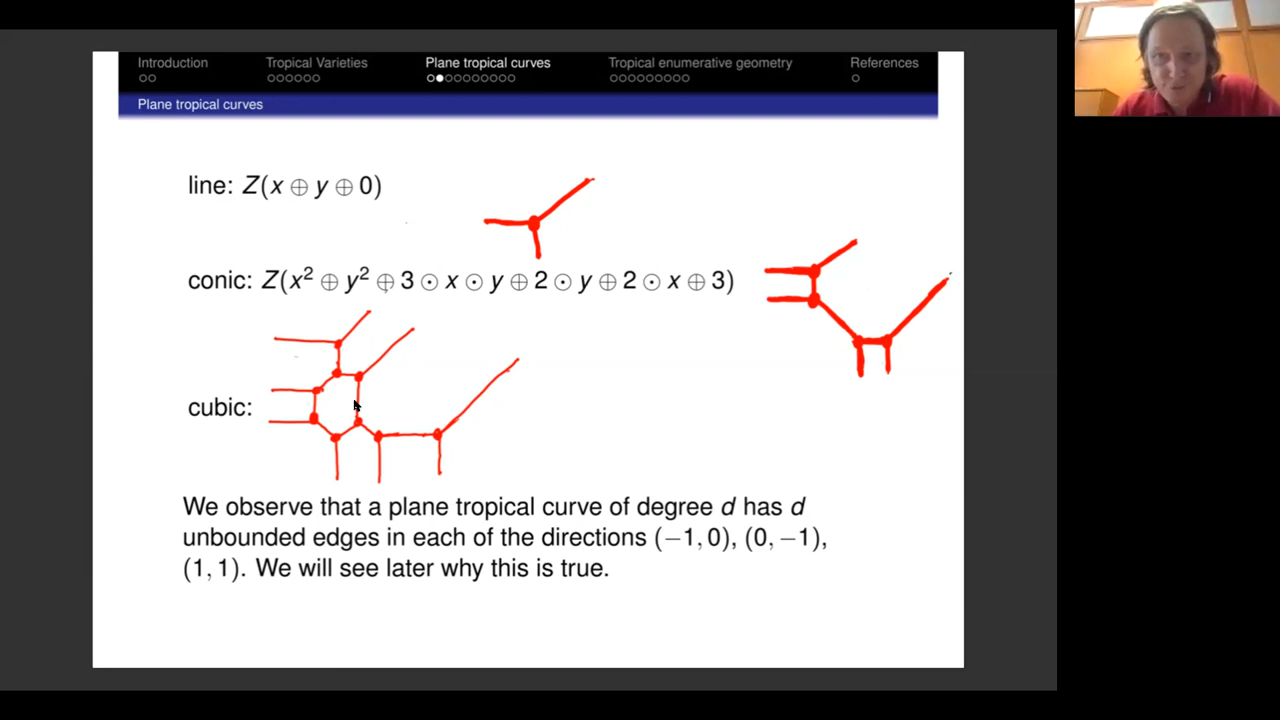 Introduction Tropical Varieties Plane tropical curves Tropical enumerative geometry References
Plane tropical curves
line: Z(x ⊕ y ⊕ 0)
conic: Z(x² ⊕ y² ⊕ 3 ⊙ x ⊙ y ⊕ 2 ⊙ y ⊕ 2 ⊙ x ⊕ 3)
cubic:
We observe that a plane tropical curve of degree d has d
unbounded edges in each of the directions (−1, 0), (0, −1),
(1, 1). We will see later why this is true.